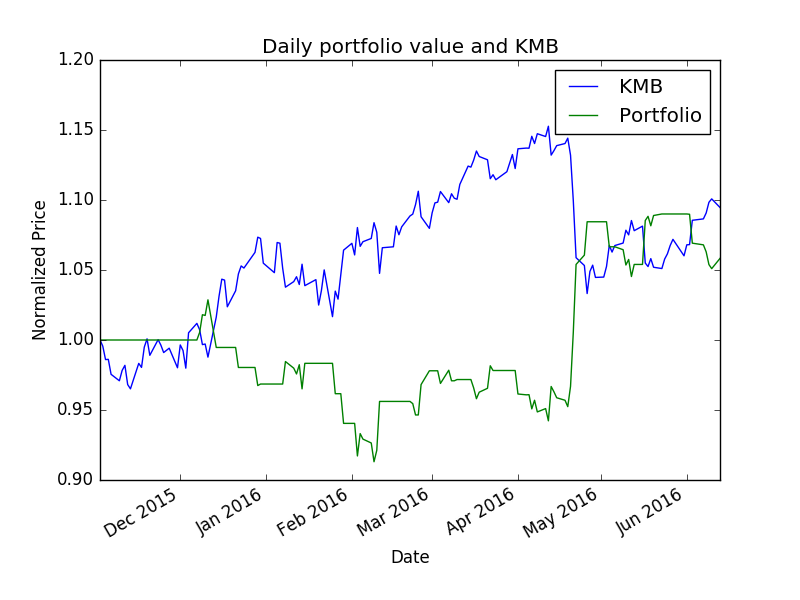 Daily portfolio value and KMB
1.20
1.15
1.10
1.05
1.00
0.95
0.90
Normalized Price
KMB
Portfolio
Dec 2015
Jan 2016
Feb 2016
Mar 2016
Apr 2016
May 2016
Jun 2016
Date